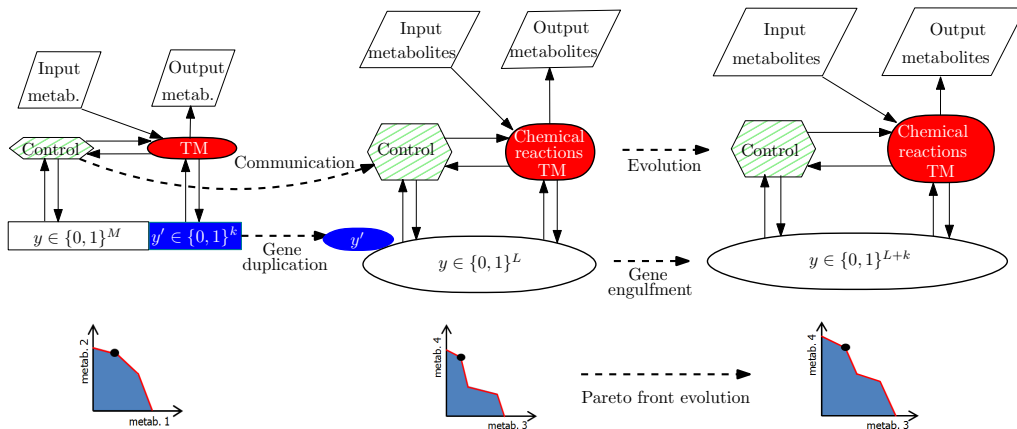 Input
metab.
Output
metab.
Control
TM
y ∈ {0, 1}^M
y′ ∈ {0, 1}^k
Communication
Gene
duplication
y′
Input
metabolites
Output
metabolites
Control
Chemical
reactions
TM
y ∈ {0, 1}^L
Evolution
Gene
engulfment
Input
metabolites
Output
metabolites
Control
Chemical
reactions
TM
y ∈ {0, 1}^{L+k}
metab. 2
metab. 1
metab. 4
metab. 3
Pareto front evolution
metab. 4
metab. 3